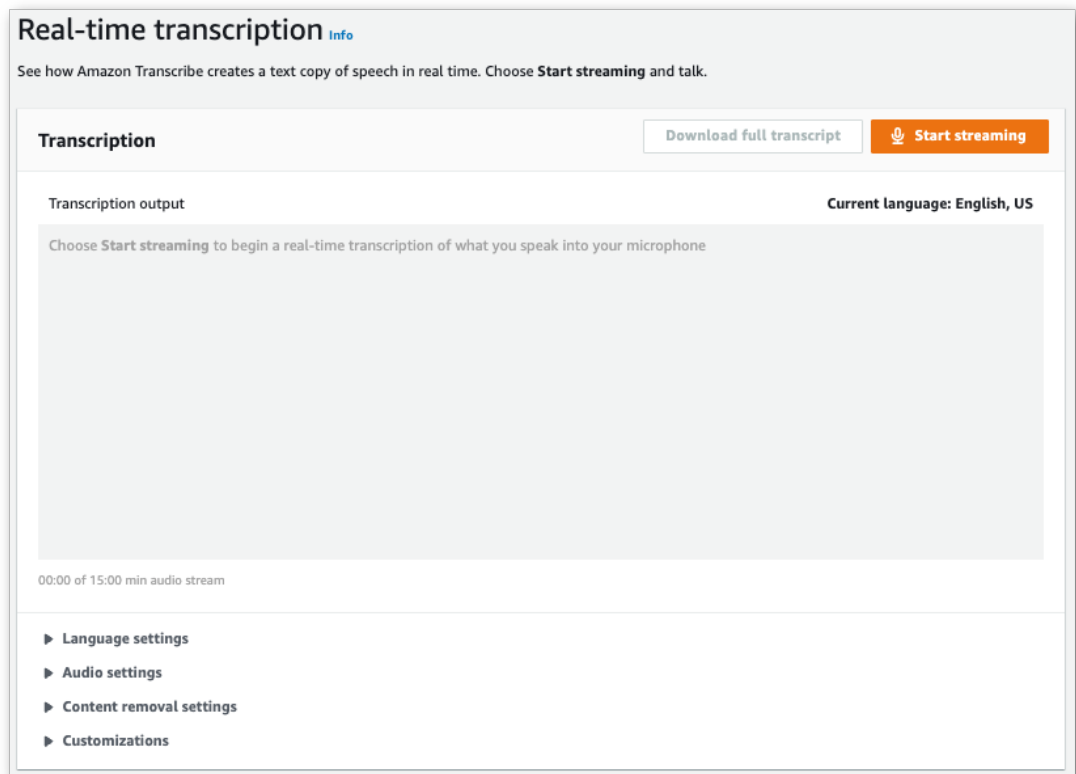 Real-time transcription Info
See how Amazon Transcribe creates a text copy of speech in real time. Choose Start streaming and talk.
Transcription
Download full transcript
Start streaming
Transcription output
Current language: English, US
Choose Start streaming to begin a real-time transcription of what you speak into your microphone
00:00 of 15:00 min audio stream
Language settings
Audio settings
Content removal settings
Customizations